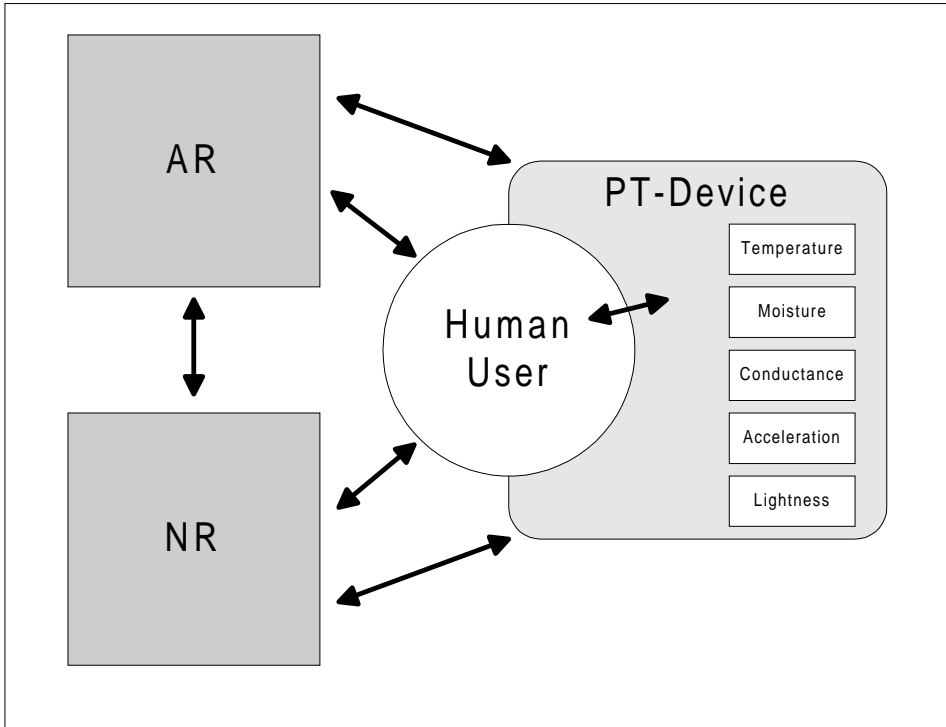 AR
PT-Device
Temperature
Human
User
Moisture
Conductance
Acceleration
Lightness
NR